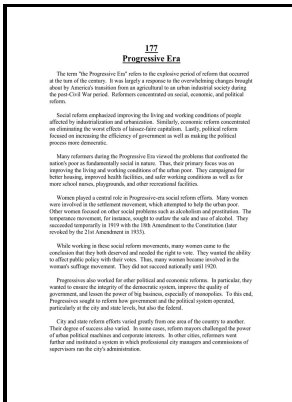 177
Progressive Era
The term "the Progressive Era" refers to the explosive period of reform that occurred
at the turn of the century. It was largely a response to the overwhelming changes brought
about by America's transition from an agricultural to an urban industrial society during
the post-Civil War period. Reformers concentrated on social, economic, and political
reform.
Social reform emphasized improving the living and working conditions of people
affected by industrialization and urbanization. Similarly, economic reform concentrated
on eliminating the worst effects of laissez-faire capitalism. Lastly, political reform
focused on increasing the efficiency of government as well as making the political
process more democratic.
Many reformers during the Progressive Era viewed the problems that confronted the
nation's poor as fundamentally social in nature. Thus, their primary focus was on
improving the living and working conditions of the urban poor. They campaigned for
better housing, improved health facilities, and safer working conditions as well as for
more school nurses, playgrounds, and other recreational facilities.
Women played a central role in Progressive-era social reform efforts. Many women
were involved in the settlement movement, which attempted to help the urban poor.
Other women focused on other social problems such as alcoholism and prostitution. The
temperance movement, for instance, sought to outlaw the sale and use of alcohol. They
succeeded temporarily in 1919 with the 18th Amendment to the Constitution (later
revoked by the 21st Amendment in 1933).
While working in these social reform movements, many women came to the
conclusion that they both deserved and needed the right to vote. They wanted the ability
to affect public policy with their votes. Thus, many women became involved in the
women's suffrage movement. They did not succeed nationally until 1920.
Progressives also worked for other political and economic reforms. In particular, they
wanted to ensure the integrity of the democratic system, improve the quality of
government, and lessen the power of big business, especially of monopolies. To this end,
Progressives sought to reform how government and the political system operated,
particularly at the city and state levels, but also the federal.
City and state reform efforts varied greatly from one area of the country to another.
Their degree of success also varied. In some cases, reform mayors challenged the power
of urban political machines and corporate interests. In other cities, reformers went
further and instituted a system in which professional city managers and commissions of
supervisors ran the city's administration.